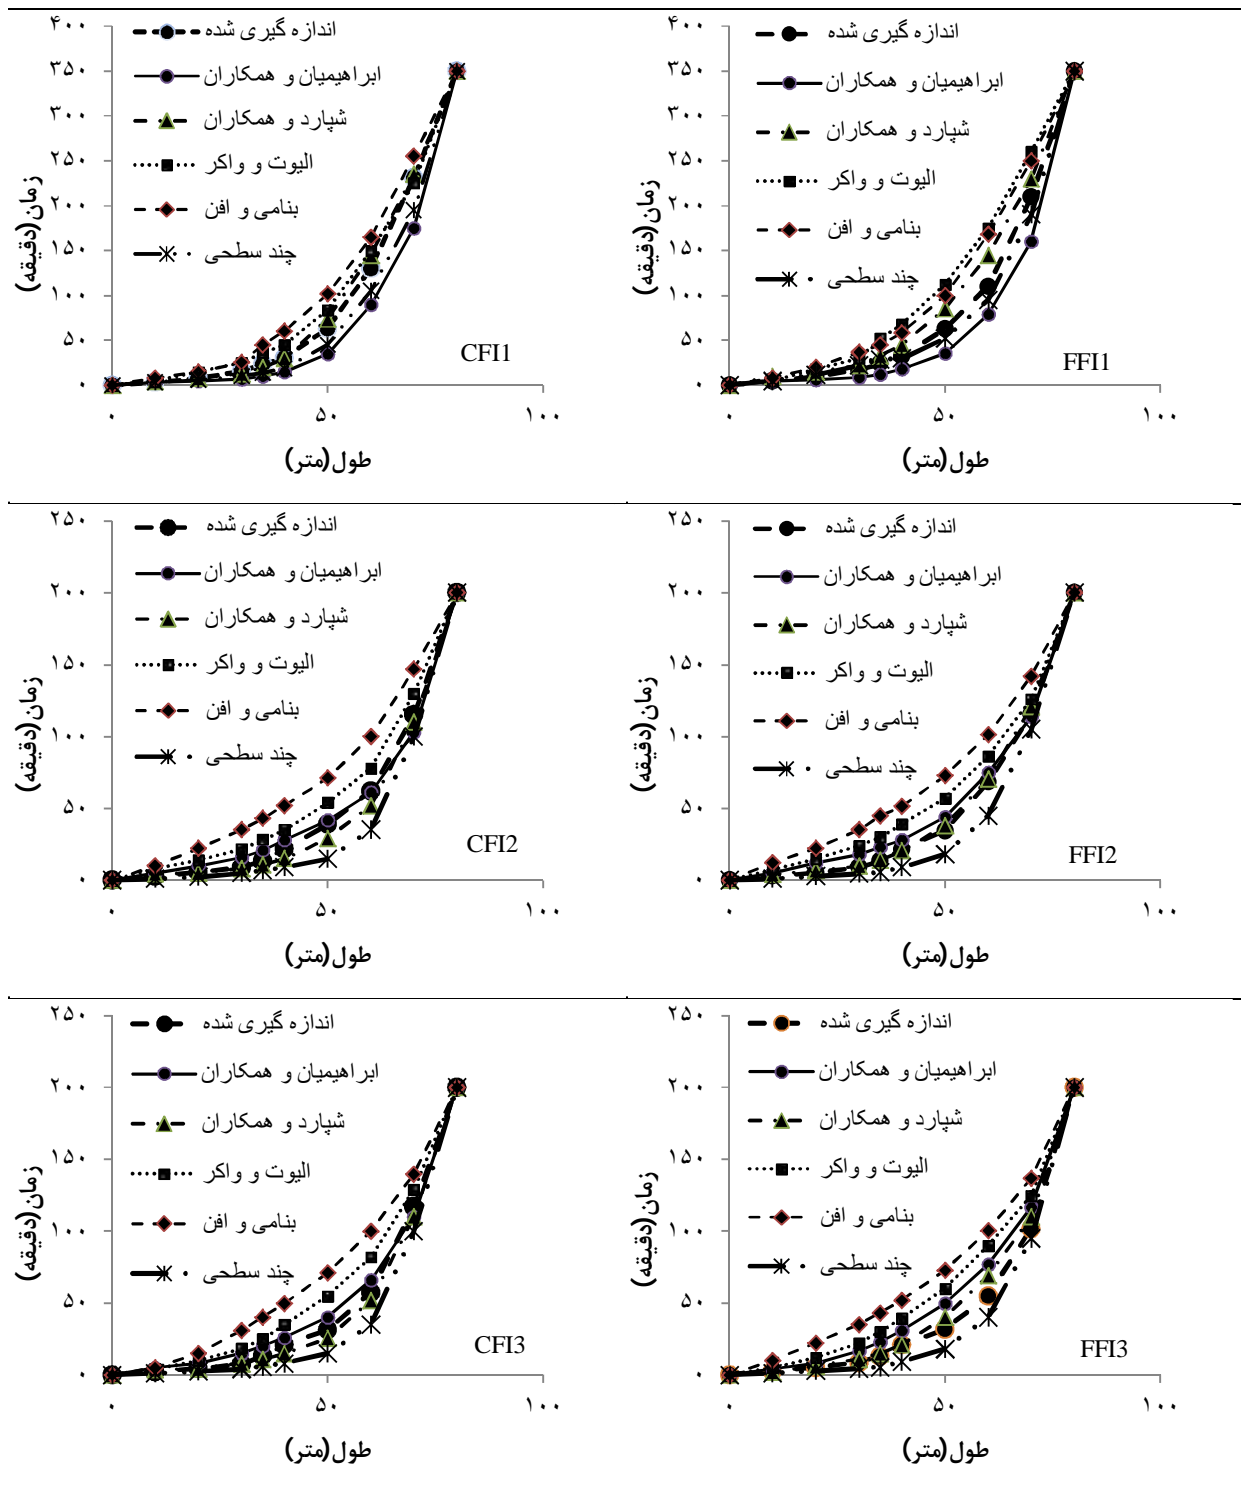 ۴۰۰
۳۵۰
۳۰۰
۲۵۰
۲۰۰
۱۵۰
۱۰۰
۵۰
۰
زمان(دقیقه)
اندازه گیری شده
ابراهیمیان و همکاران
شپارد و همکاران
الیوت و واکر
بنامی و افن
چند سطحی
CFI1
۰ ۵۰ ۱۰۰
طول(متر)
۴۰۰
۳۵۰
۳۰۰
۲۵۰
۲۰۰
۱۵۰
۱۰۰
۵۰
۰
زمان(دقیقه)
اندازه گیری شده
ابراهیمیان و همکاران
شپارد و همکاران
الیوت و واکر
بنامی و افن
چند سطحی
FFI1
۰ ۵۰ ۱۰۰
طول(متر)
۲۵۰
۲۰۰
۱۵۰
۱۰۰
۵۰
۰
زمان(دقیقه)
اندازه گیری شده
ابراهیمیان و همکاران
شپارد و همکاران
الیوت و واکر
بنامی و افن
چند سطحی
CFI2
۰ ۵۰ ۱۰۰
طول(متر)
۲۵۰
۲۰۰
۱۵۰
۱۰۰
۵۰
۰
زمان(دقیقه)
اندازه گیری شده
ابراهیمیان و همکاران
شپارد و همکاران
الیوت و واکر
بنامی و افن
چند سطحی
FFI2
۰ ۵۰ ۱۰۰
طول(متر)
۲۵۰
۲۰۰
۱۵۰
۱۰۰
۵۰
۰
زمان(دقیقه)
اندازه گیری شده
ابراهیمیان و همکاران
شپارد و همکاران
الیوت و واکر
بنامی و افن
چند سطحی
CFI3
۰ ۵۰ ۱۰۰
طول(متر)
۲۵۰
۲۰۰
۱۵۰
۱۰۰
۵۰
۰
زمان(دقیقه)
اندازه گیری شده
ابراهیمیان و همکاران
شپارد و همکاران
الیوت و واکر
بنامی و افن
چند سطحی
FFI3
۰ ۵۰ ۱۰۰
طول(متر)